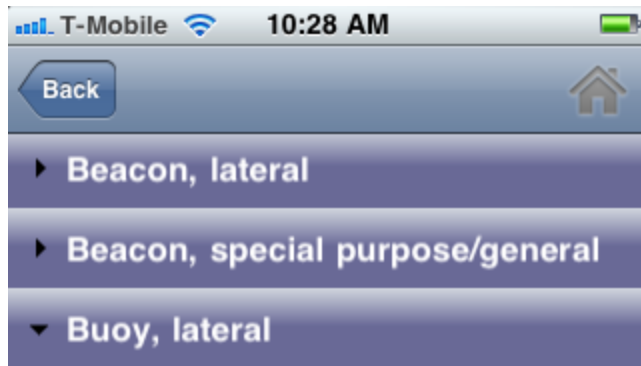 T-Mobile 10:28 AM
Back
Beacon, lateral
Beacon, special purpose/general
Buoy, lateral